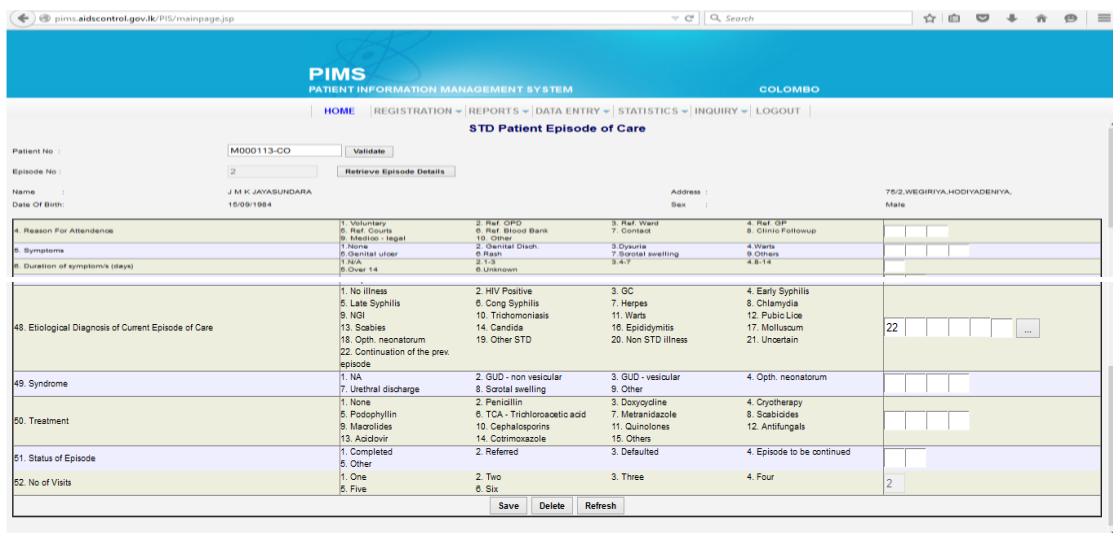 pims.aidscontrol.gov.lk/PIS/mainpage.jsp Search
PIMS
PATIENT INFORMATION MANAGEMENT SYSTEM COLOMBO
HOME REGISTRATION REPORTS DATA ENTRY STATISTICS INQUIRY LOGOUT
STD Patient Episode of Care
Patient No : M000113-CO Validate
Episode No : 2 Retrieve Episode Details
Name : J M K JAYASUNDARA Address : 75/2,WEGIRIYA,HODIYADENIYA,
Date Of Birth: 15/09/1984 Sex : Male
4. Reason For Attendence 1. Voluntary 2. Ref. OPD 3. Ref. Ward 4. Ref. GP
5. Ref. Courts 6. Ref. Blood Bank 7. Contact 8. Clinic Followup
9. Medico - legal 10. Other
5. Symptoms 1.None 2. Genital Disch. 3.Dysuria 4.Warts
5.Genital ulcer 6.Rash 7.Scrotal swelling 9.Others
6. Duration of symptom/s (days) 1.N/A 2.1-3 3.4-7 4.8-14
5.Over 14 6.Unknown
48. Etiological Diagnosis of Current Episode of Care 1. No illness 2. HIV Positive 3. GC 4. Early Syphilis
5. Late Syphilis 6. Cong Syphilis 7. Herpes 8. Chlamydia
9. NGI 10. Trichomoniasis 11. Warts 12. Pubic Lice
13. Scabies 14. Candida 16. Epididymitis 17. Molluscum 22 ...
18. Opth. neonatorum 19. Other STD 20. Non STD illness 21. Uncertain
22. Continuation of the prev.
episode
49. Syndrome 1. NA 2. GUD - non vesicular 3. GUD - vesicular 4. Opth. neonatorum
7. Urethral discharge 8. Scrotal swelling 9. Other
50. Treatment 1. None 2. Penicillin 3. Doxycycline 4. Cryotherapy
5. Podophyllin 6. TCA - Trichloroacetic acid 7. Metranidazole 8. Scabicides
9. Macrolides 10. Cephalosporins 11. Quinolones 12. Antifungals
13. Aciclovir 14. Cotrimoxazole 15. Others
51. Status of Episode 1. Completed 2. Referred 3. Defaulted 4. Episode to be continued
5. Other
52. No of Visits 1. One 2. Two 3. Three 4. Four 2
5. Five 6. Six
Save Delete Refresh